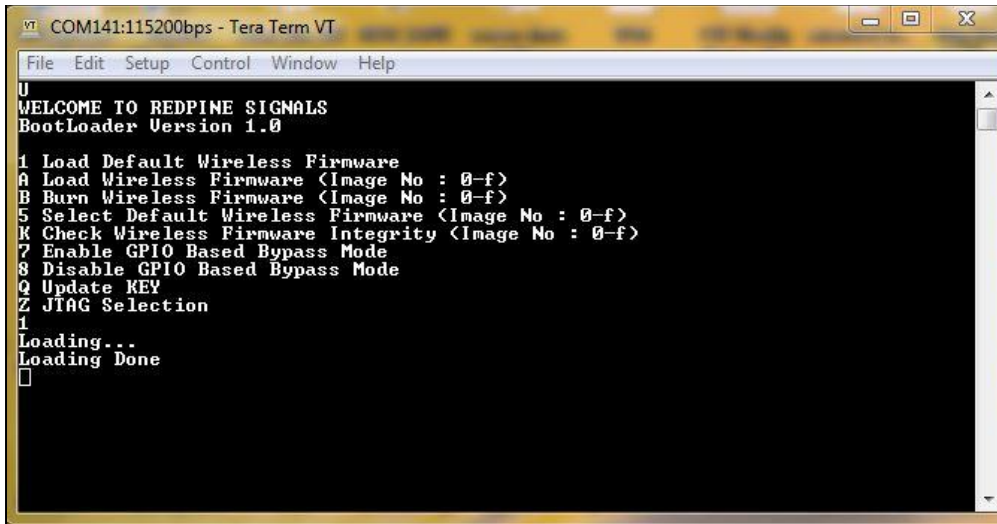 COM141:115200bps - Tera Term VT
File Edit Setup Control Window Help
U
WELCOME TO REDPINE SIGNALS
BootLoader Version 1.0
1 Load Default Wireless Firmware
A Load Wireless Firmware (Image No : 0-f)
B Burn Wireless Firmware (Image No : 0-f)
5 Select Default Wireless Firmware (Image No : 0-f)
K Check Wireless Firmware Integrity (Image No : 0-f)
7 Enable GPIO Based Bypass Mode
8 Disable GPIO Based Bypass Mode
Q Update KEY
Z JTAG Selection
1
Loading...
Loading Done